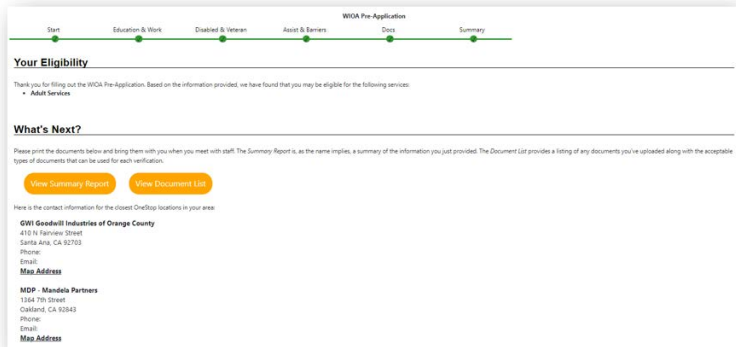 WIOA Pre-Application
Start Education & Work Disabled & Veteran Assist & Barriers Docs Summary
Your Eligibility
Thank you for filling out the WIOA Pre-Application. Based on the information provided, we have found that you may be eligible for the following services:
• Adult Services
What's Next?
Please print the documents below and bring them with you when you meet with staff. The Summary Report is, as the name implies, a summary of the information you just provided. The Document List provides a listing of any documents you've uploaded along with the acceptable
types of documents that can be used for each verification.
View Summary Report View Document List
Here is the contact information for the closest OneStop locations in your area:
GWI Goodwill Industries of Orange County
410 N Fairview Street
Santa Ana, CA 92703
Phone:
Email:
Map Address
MDP - Mandela Partners
1364 7th Street
Oakland, CA 92843
Phone:
Email:
Map Address